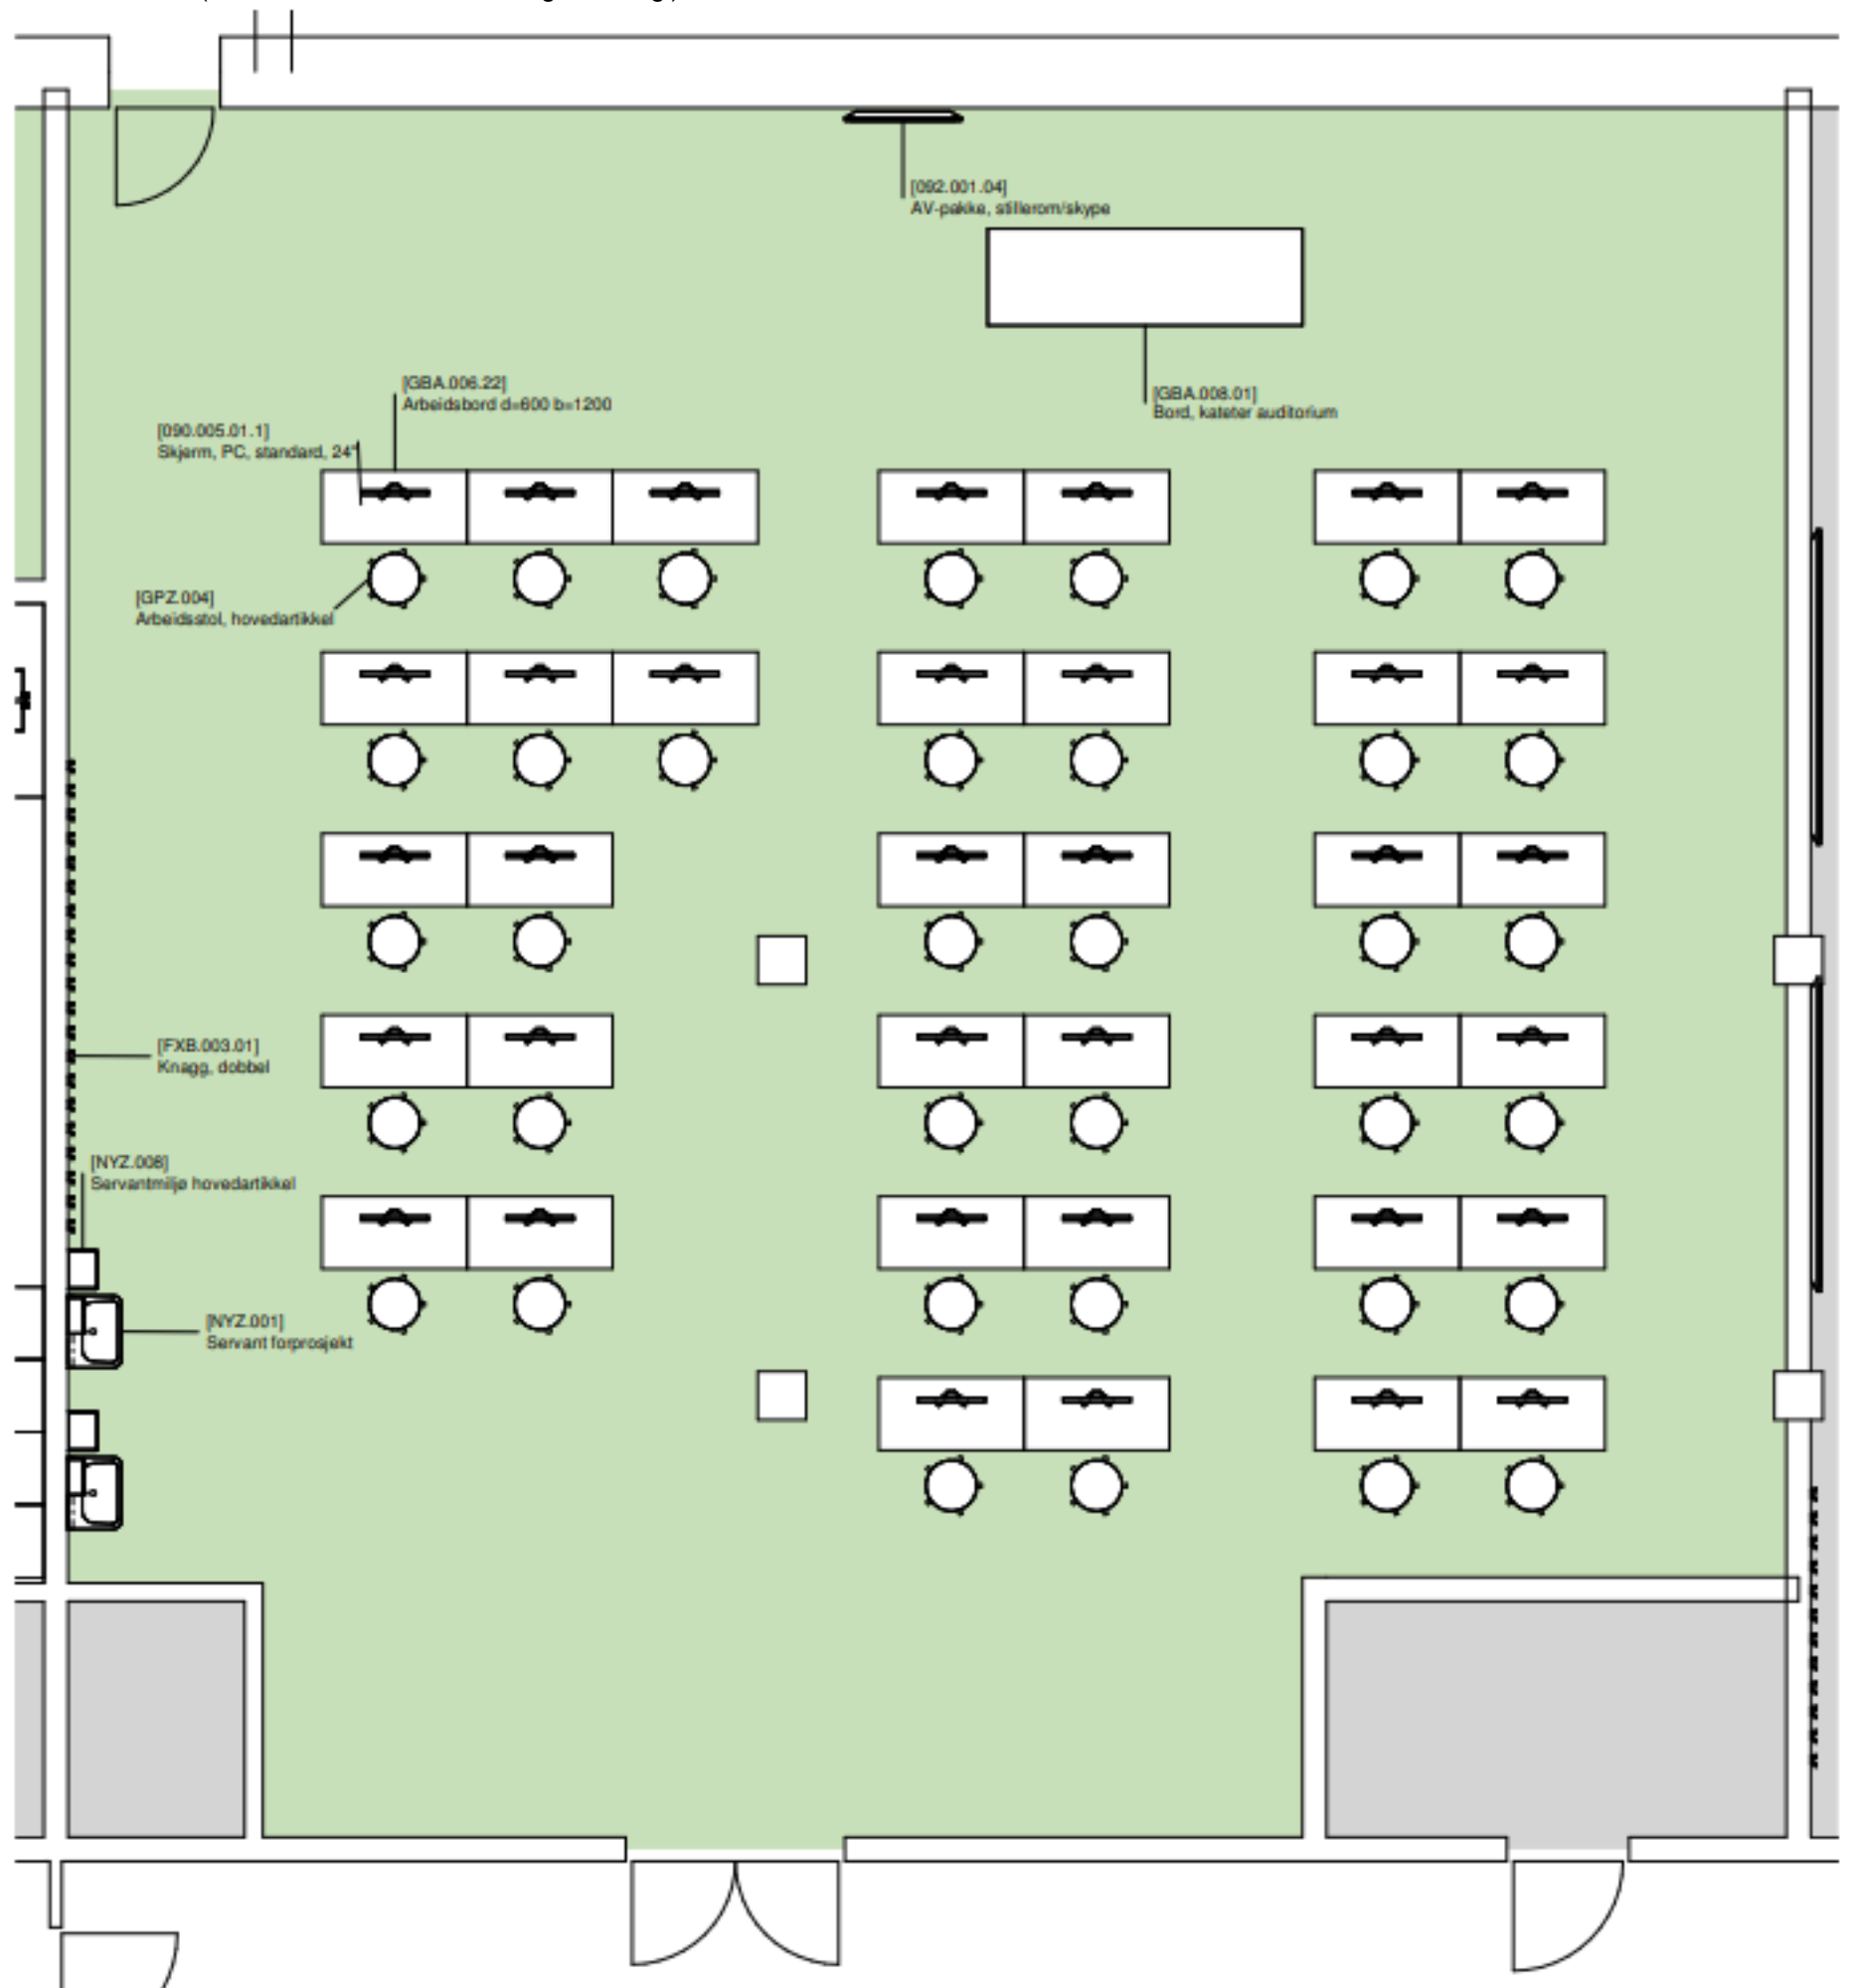 [092.001.04]
AV-pakke, stillerom/skype
[GBA.006.22]
Arbeidsbord d=600 b=1200
[GBA.008.01]
Bord, kateter auditorium
[090.005.01.1]
Skjerm, PC, standard, 24"
[GPZ.004]
Arbeidsstol, hovedartikkel
[FXB.003.01]
Knagg, dobbel
[NYZ.008]
Servantmiljø hovedartikkel
[NYZ.001]
Servant forprosjekt